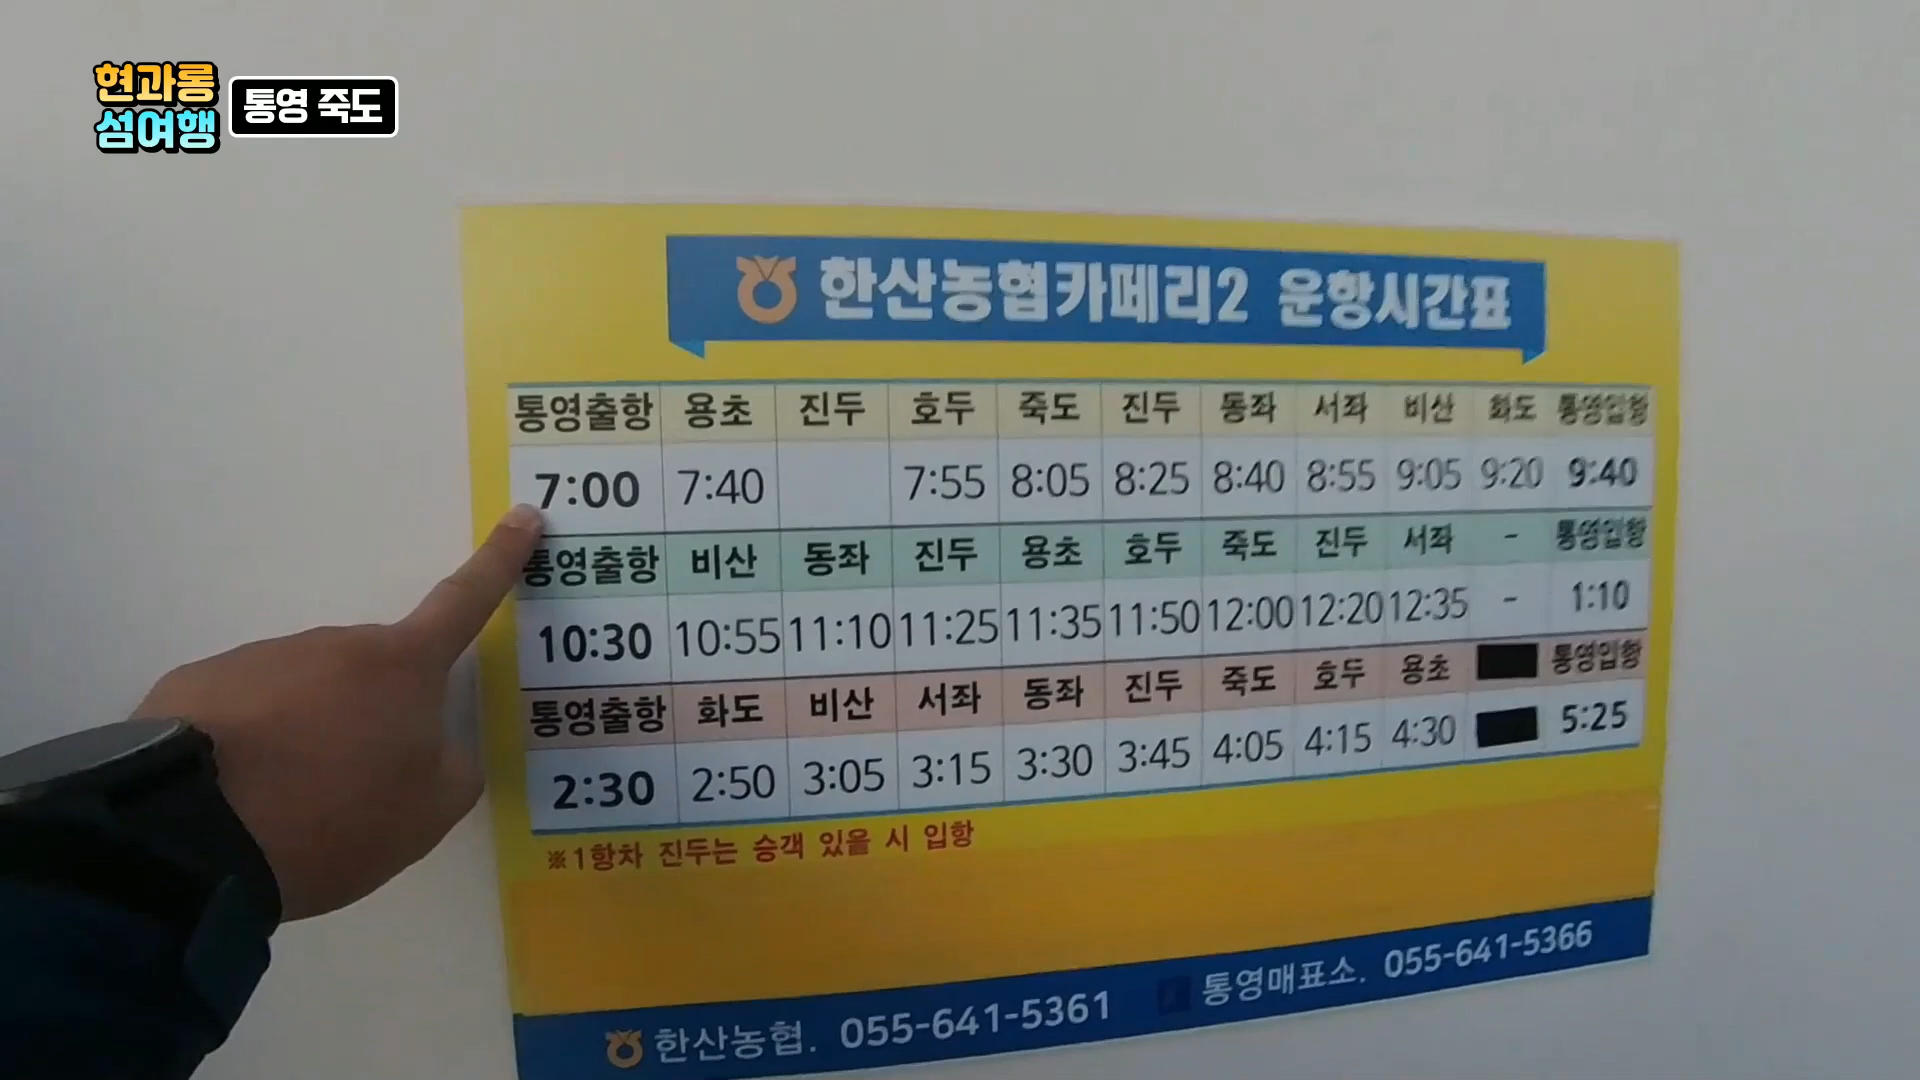 현과롱
섬여행
통영 죽도
한산농협카페리2 운항시간표
통영출항 용초 진두 호두 죽도 진두 동좌 서좌 비산 화도 통영입항
7:00 7:40 7:55 8:05 8:25 8:40 8:55 9:05 9:20 9:40
통영출항 비산 동좌 진두 용초 호두 죽도 진두 서좌 - 통영입항
10:30 10:55 11:10 11:25 11:35 11:50 12:00 12:20 12:35 - 1:10
통영출항 화도 비산 서좌 동좌 진두 죽도 호두 용초 통영입항
2:30 2:50 3:05 3:15 3:30 3:45 4:05 4:15 4:30 5:25
※1항차 진두는 승객 있을 시 입항
한산농협. 055-641-5361 통영매표소. 055-641-5366